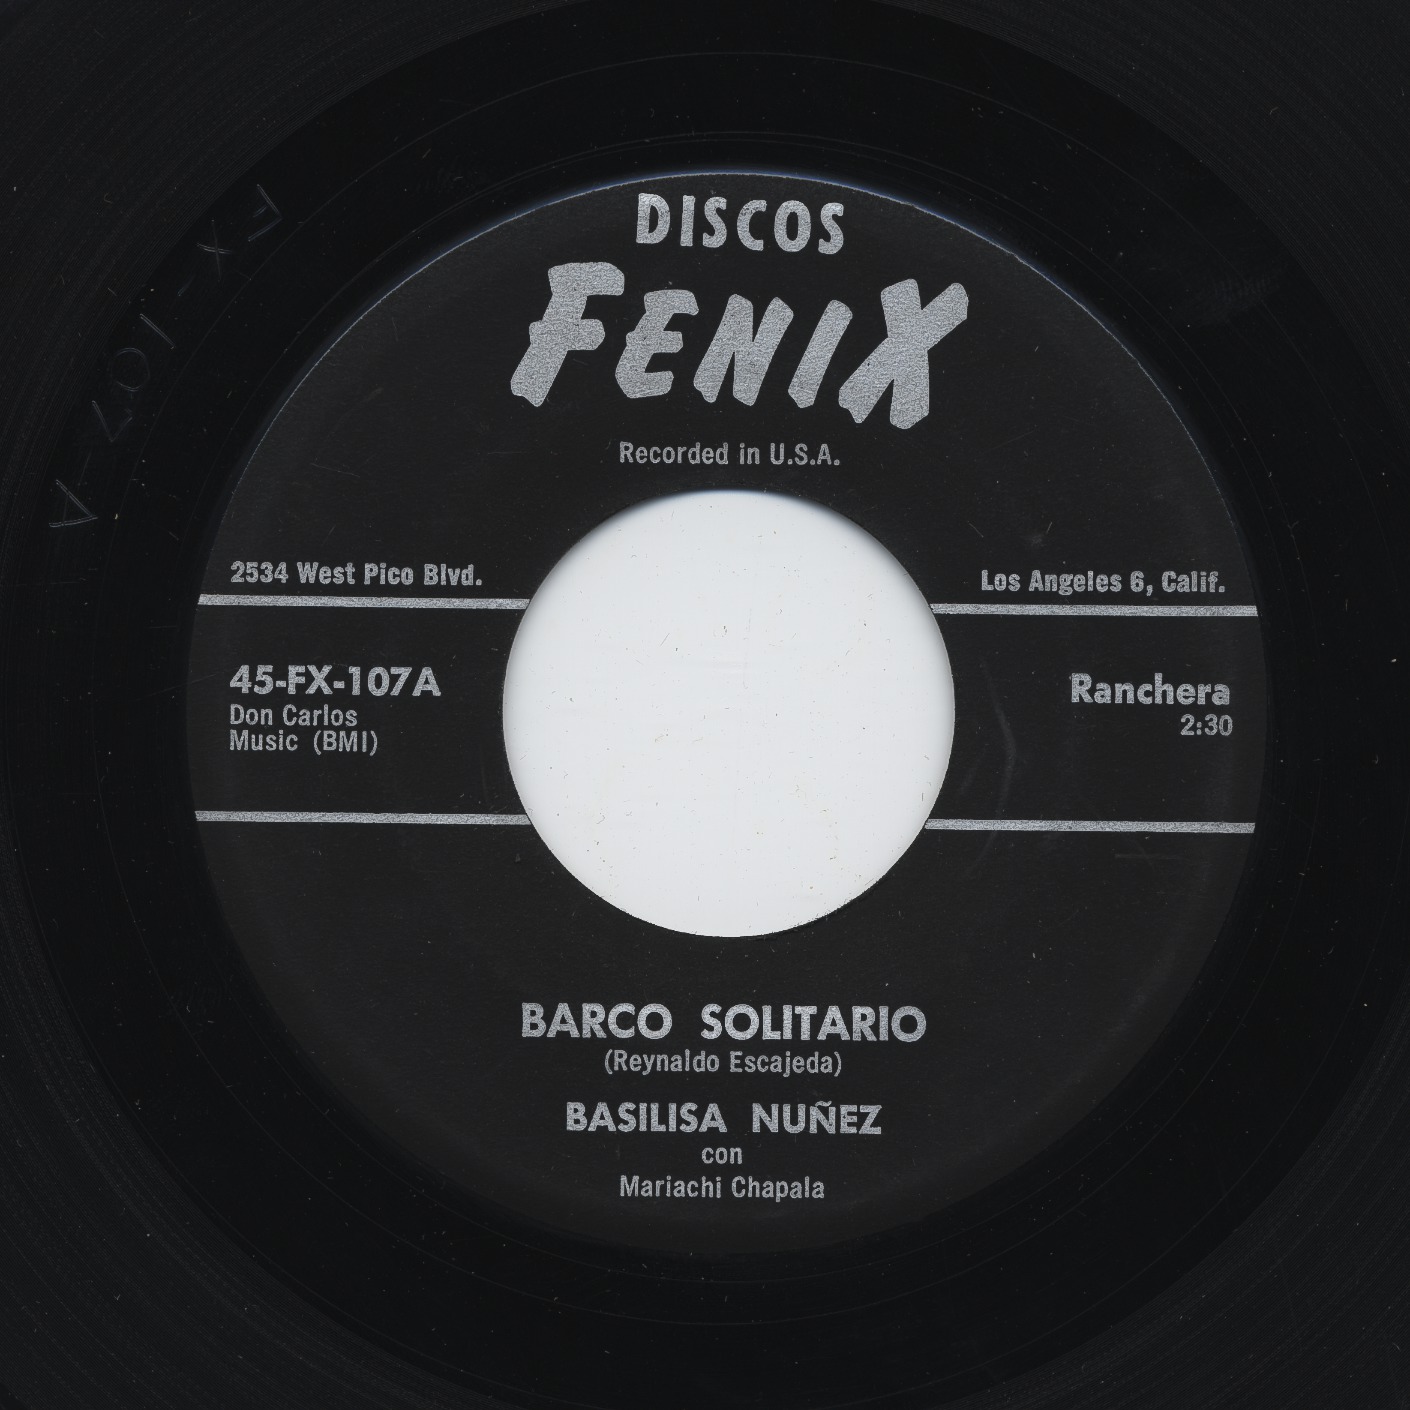 DISCOS
FENIX
Recorded in U.S.A.
2534 West Pico Blvd.
Los Angeles 6, Calif.
45-FX-107A
Don Carlos
Music (BMI)
Ranchera
2:30
BARCO SOLITARIO
(Reynaldo Escajeda)
BASILISA NUÑEZ
con
Mariachi Chapala
FX-107-A